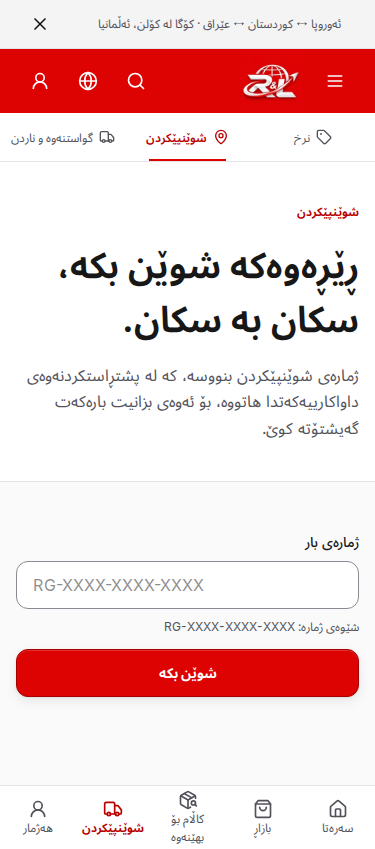 ئەوروپا ↔ کوردستان ↔ عێراق · کۆگا لە کۆلن، ئەڵمانیا
R&L
نرخ
شوێنپێکردن
گواستنەوە و ناردن
شوێنپێکردن
ڕێڕەوەکە شوێن بکە،
سکان بە سکان.
ژمارەی شوێنپێکردن بنووسە، کە لە پشتڕاستکردنەوەی
داواکارییەکەتدا هاتووە، بۆ ئەوەی بزانیت بارەکەت
گەیشتۆتە کوێ.
ژمارەی بار
RG-XXXX-XXXX-XXXX
شێوەی ژمارە: RG-XXXX-XXXX-XXXX
شوێن بکە
سەرەتا
بازاڕ
کاڵام بۆ
بهێنەوە
شوێنپێکردن
هەژمار